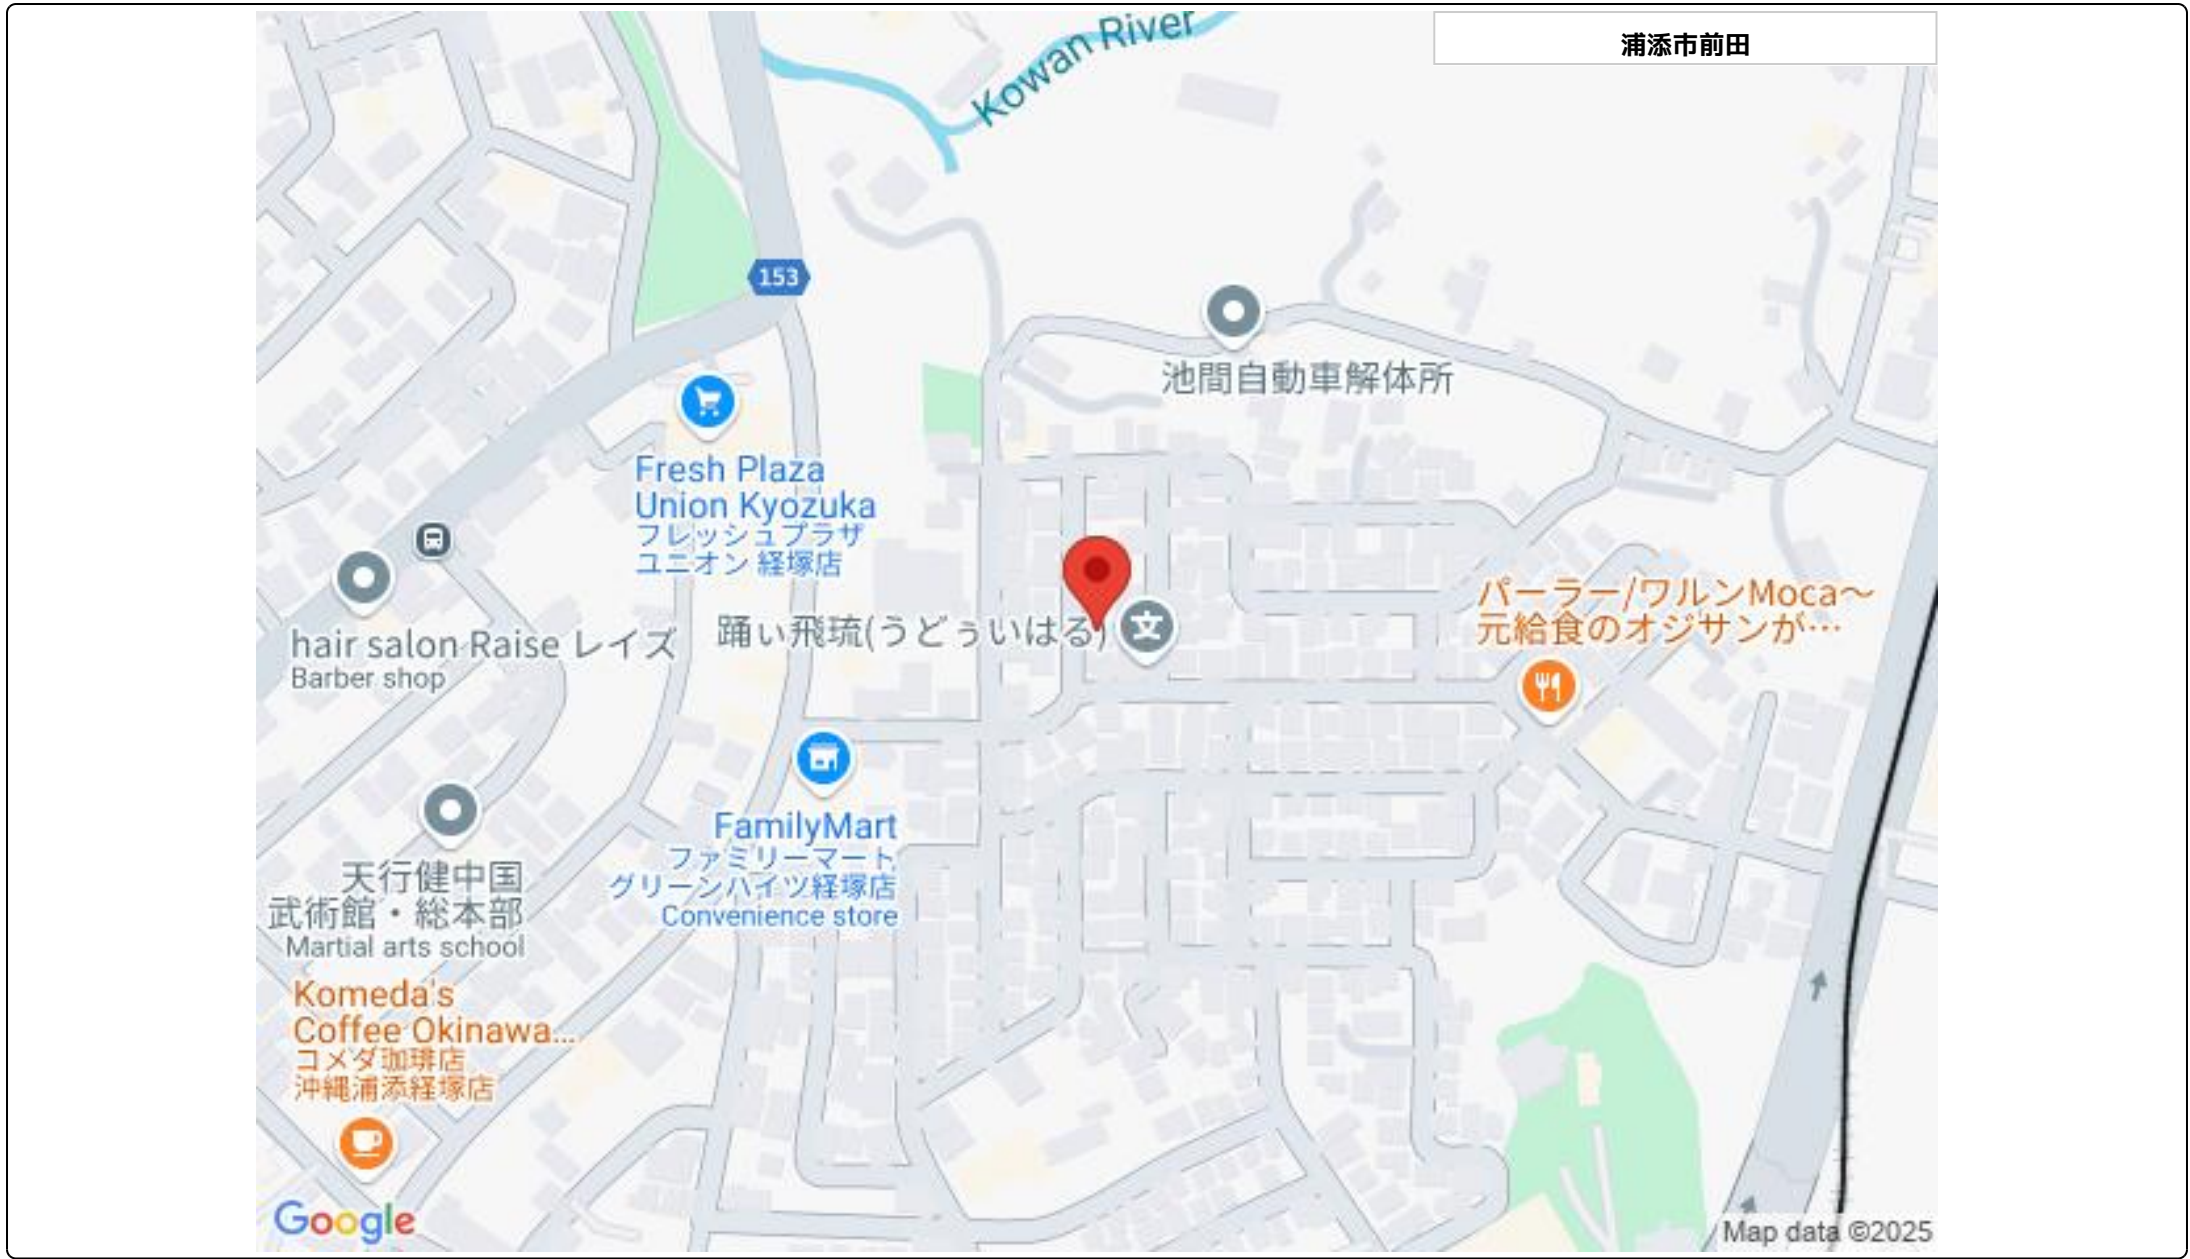 Kowan River
浦添市前田
153
池間自動車解体所
Fresh Plaza
Union Kyozuka
フレッシュプラザ
ユニオン 経塚店
パーラー/ワルンMoca～
元給食のオジサンが…
踊ぃ飛琉(うどぅいはる)
文
hair salon Raise レイズ
Barber shop
FamilyMart
ファミリーマート
グリーンハイツ経塚店
Convenience store
天行健中国
武術館・総本部
Martial arts school
Komeda's
Coffee Okinawa...
コメダ珈琲店
沖縄浦添経塚店
Google
Map data ©2025